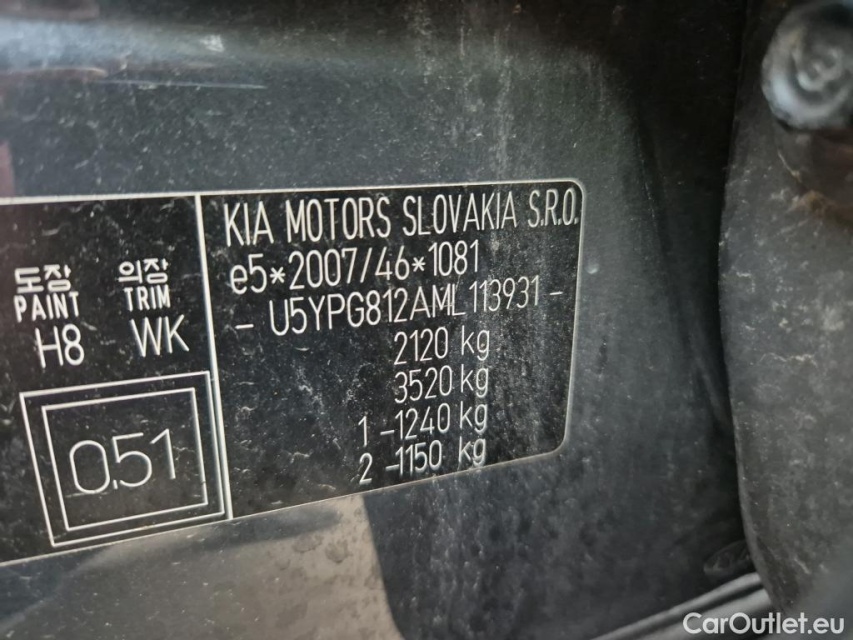 KIA MOTORS SLOVAKIA S.R.O.
e5*2007/46*1081
- U5YPG812AML113931 -
2120 kg
3520 kg
1 -1240 kg
2 -1150 kg
도장 의장
PAINT TRIM
H8 WK
0.51
CarOutlet.eu